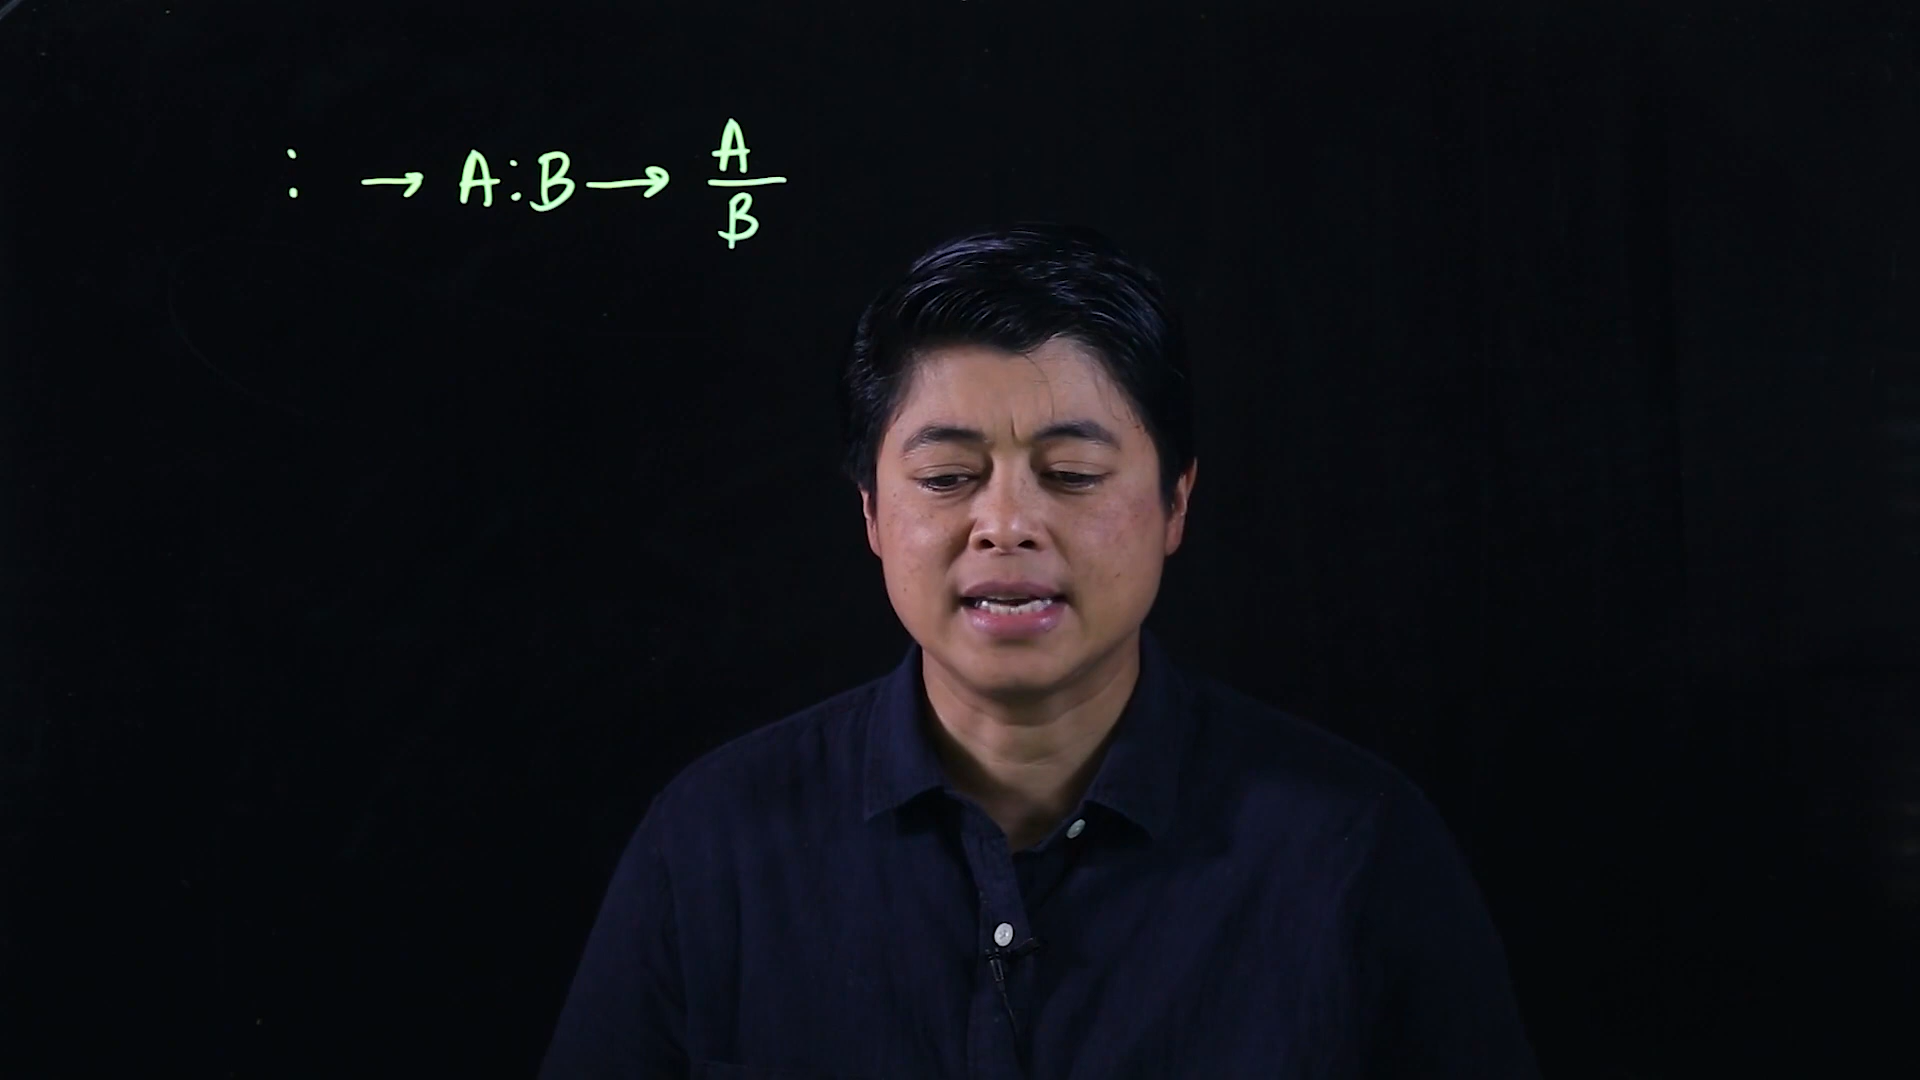 : → A:B → A/B